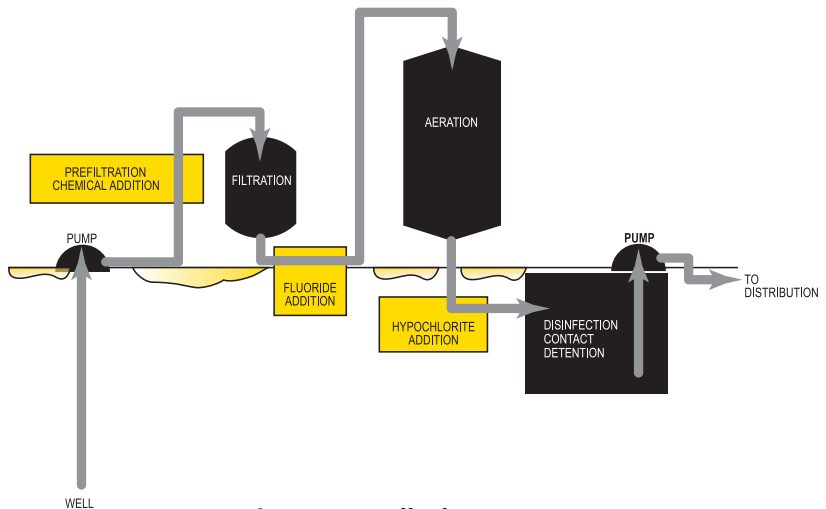 AERATION
PREFILTRATION
CHEMICAL ADDITION
FILTRATION
PUMP
PUMP
FLUORIDE
ADDITION
TO
DISTRIBUTION
HYPOCHLORITE
ADDITION
DISINFECTION
CONTACT
DETENTION
WELL